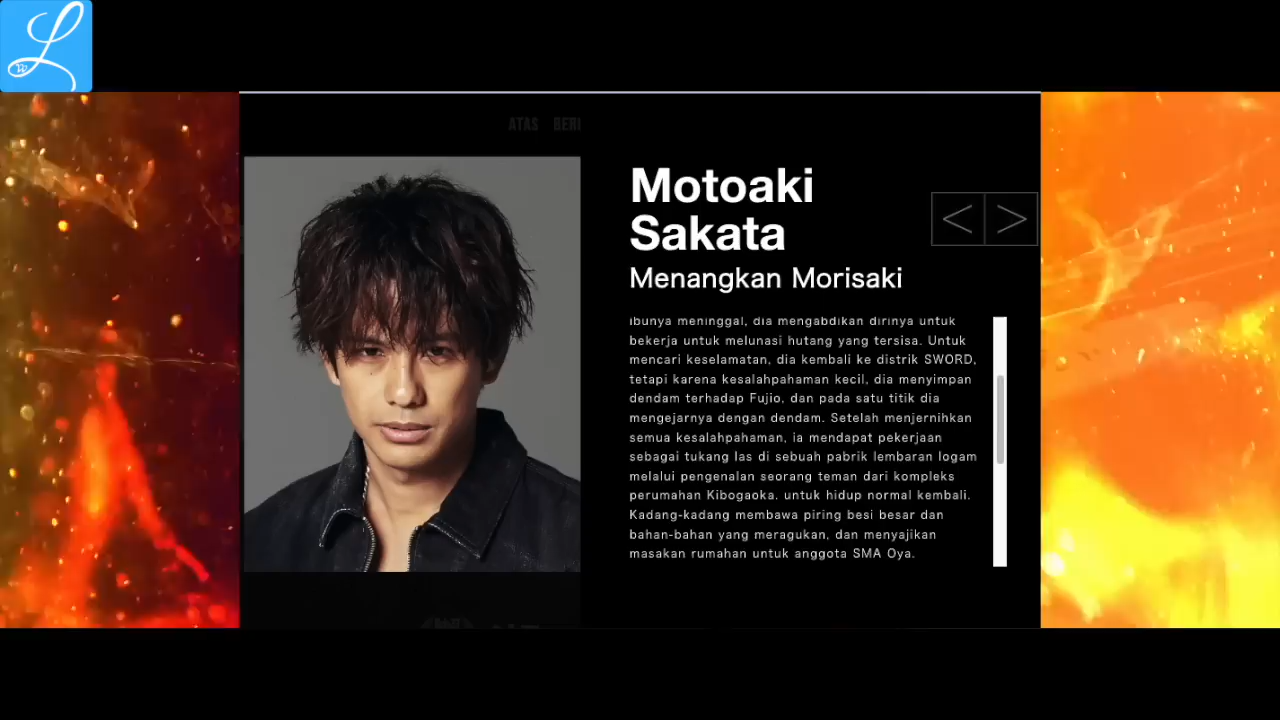 ATAS BERI
Motoaki
Sakata
Menangkan Morisaki
ibunya meninggal, dia mengabdikan dirinya untuk
bekerja untuk melunasi hutang yang tersisa. Untuk
mencari keselamatan, dia kembali ke distrik SWORD,
tetapi karena kesalahpahaman kecil, dia menyimpan
dendam terhadap Fujio, dan pada satu titik dia
mengejarnya dengan dendam. Setelah menjernihkan
semua kesalahpahaman, ia mendapat pekerjaan
sebagai tukang las di sebuah pabrik lembaran logam
melalui pengenalan seorang teman dari kompleks
perumahan Kibogaoka. untuk hidup normal kembali.
Kadang-kadang membawa piring besi besar dan
bahan-bahan yang meragukan, dan menyajikan
masakan rumahan untuk anggota SMA Oya.